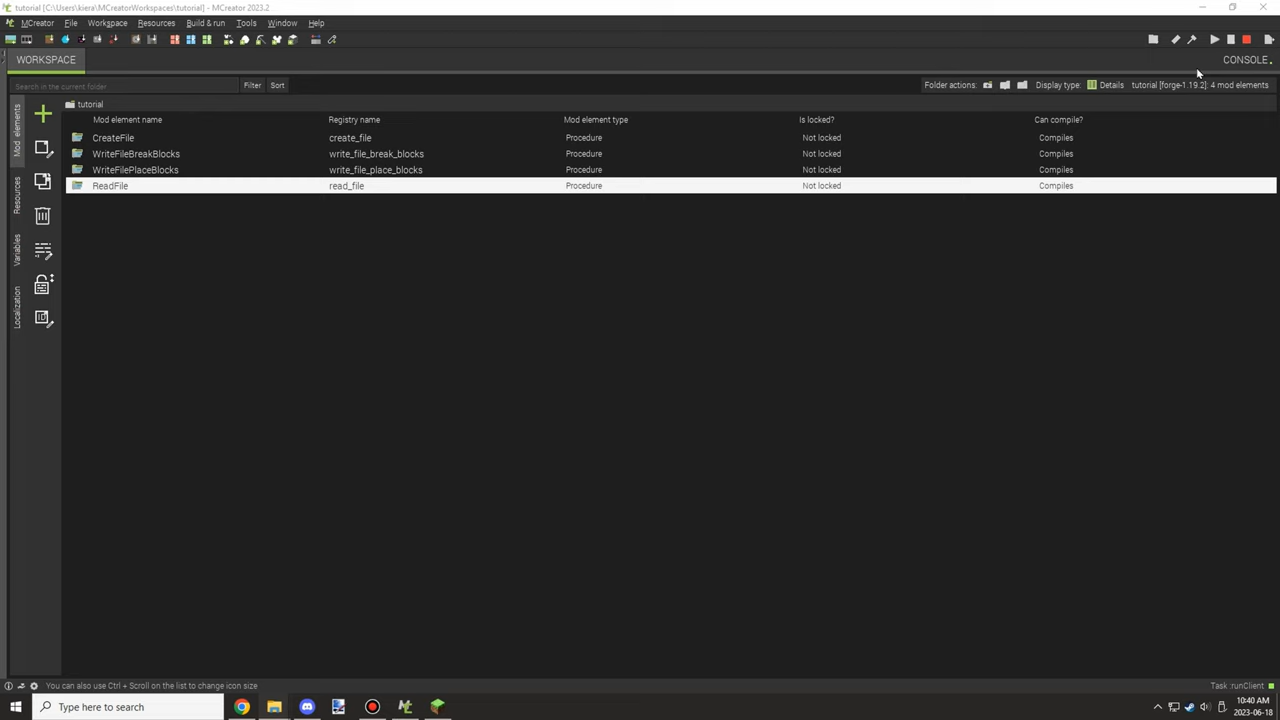 tutorial [C:\Users\kiera\MCreatorWorkspaces\tutorial] - MCreator 2023.2
MCreator File Workspace Resources Build & run Tools Window Help
WORKSPACE CONSOLE
Search in the current folder Filter Sort Folder actions: Display type: Details tutorial [forge-1.19.2]: 4 mod elements
tutorial
Mod element name Registry name Mod element type Is locked? Can compile?
CreateFile create_file Procedure Not locked Compiles
WriteFileBreakBlocks write_file_break_blocks Procedure Not locked Compiles
WriteFilePlaceBlocks write_file_place_blocks Procedure Not locked Compiles
ReadFile read_file Procedure Not locked Compiles
Mod elements
Resources
Variables
Localization
You can also use Ctrl + Scroll on the list to change icon size Task :runClient
Type here to search 10:40 AM
2023-06-18